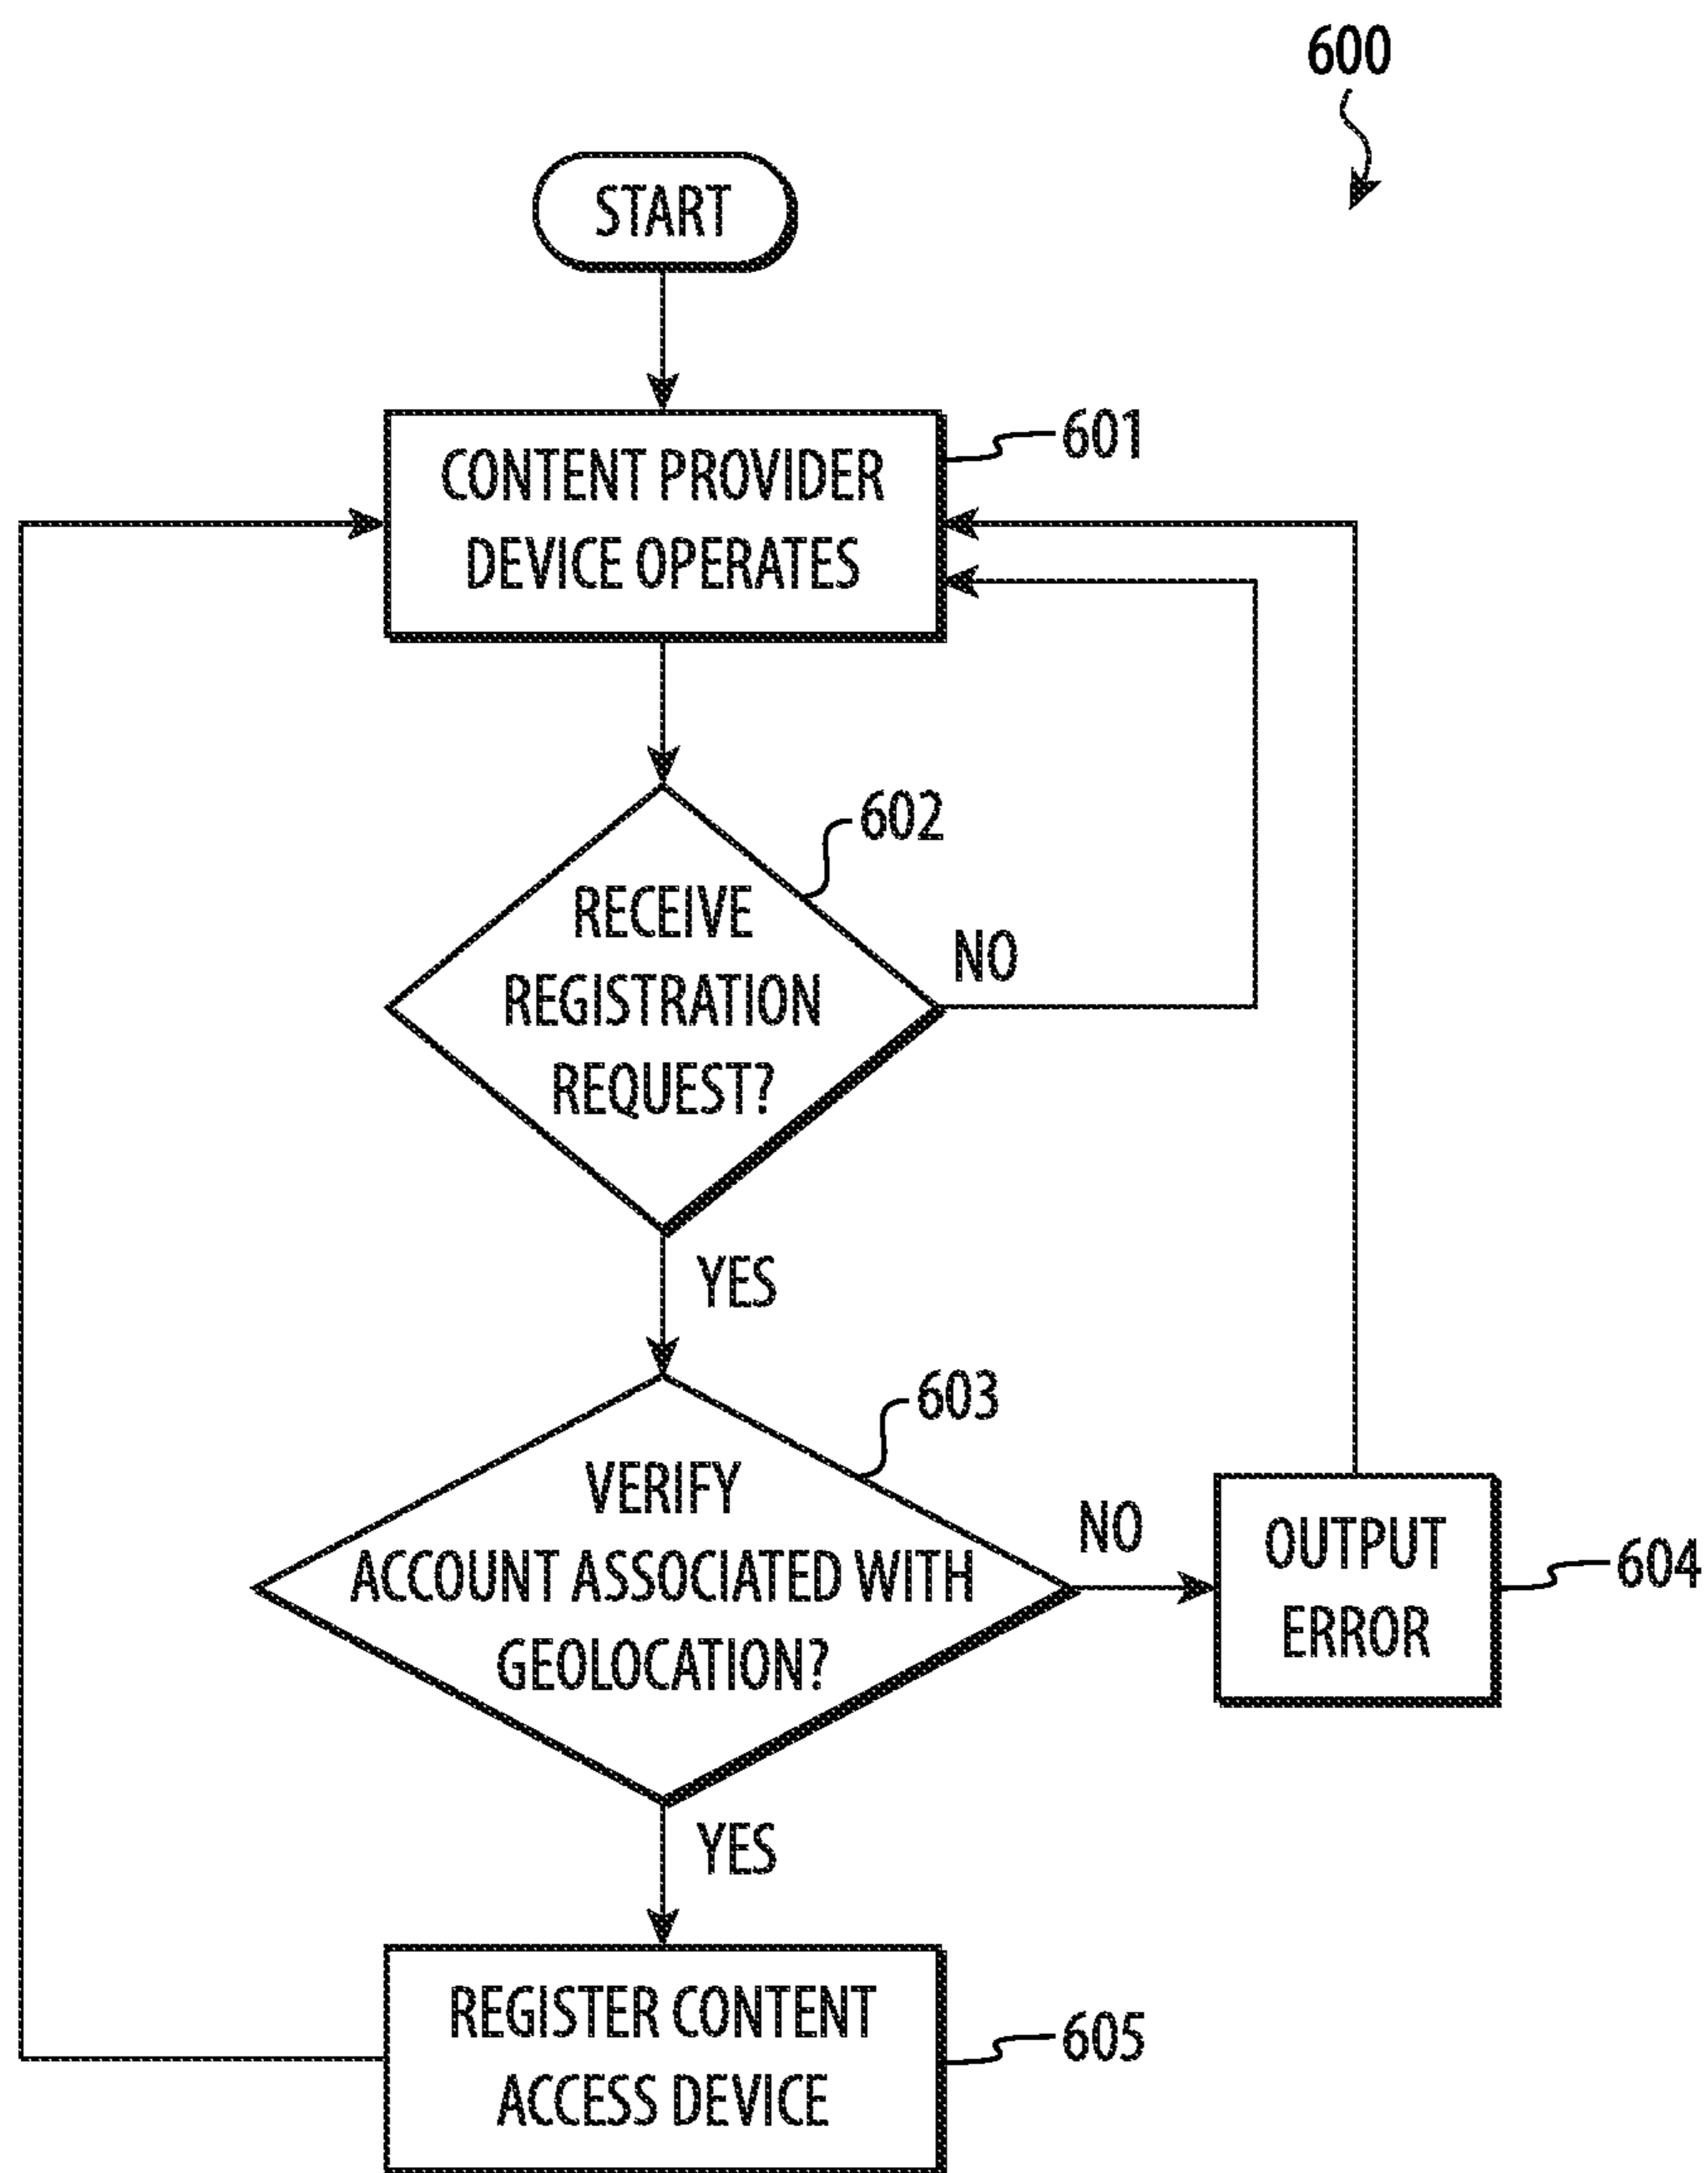 600
START
CONTENT PROVIDER
DEVICE OPERATES
601
RECEIVE
REGISTRATION
REQUEST?
602
NO
YES
VERIFY
ACCOUNT ASSOCIATED WITH
GEOLOCATION?
603
NO
OUTPUT
ERROR
604
YES
REGISTER CONTENT
ACCESS DEVICE
605